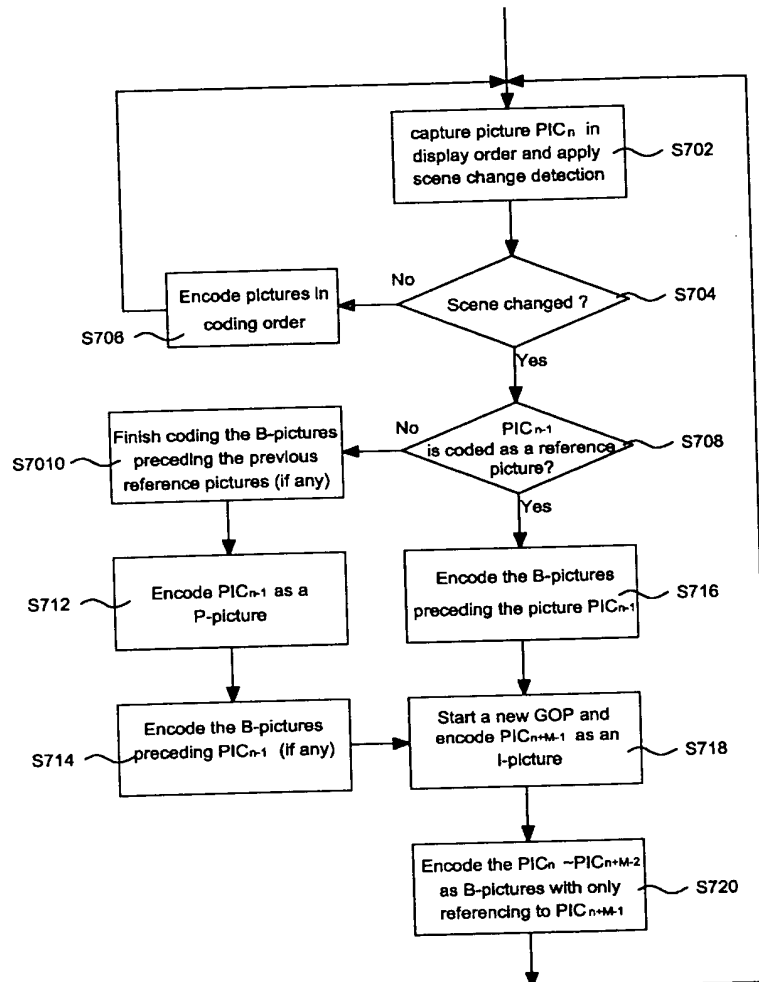 capture picture PICn in
display order and apply
scene change detection
S702
No
Encode pictures in
coding order
S706
Scene changed ?
S704
Yes
No
PICn-1
is coded as a reference
picture?
S708
Finish coding the B-pictures
preceding the previous
reference pictures (if any)
S7010
Yes
Encode PICn-1 as a
P-picture
S712
Encode the B-pictures
preceding the picture PICn-1
S716
Encode the B-pictures
preceding PICn-1 (if any)
S714
Start a new GOP and
encode PICn+M-1 as an
I-picture
S718
Encode the PICn ~PICn+M-2
as B-pictures with only
referencing to PICn+M-1
S720